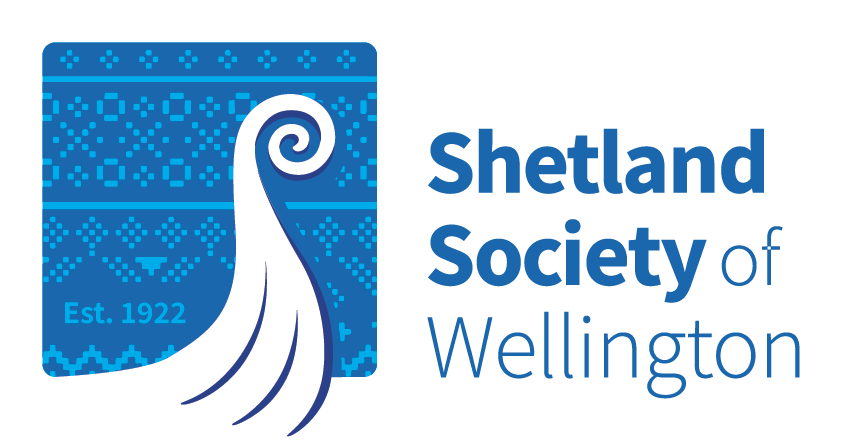 Est. 1922
Shetland
Society of
Wellington